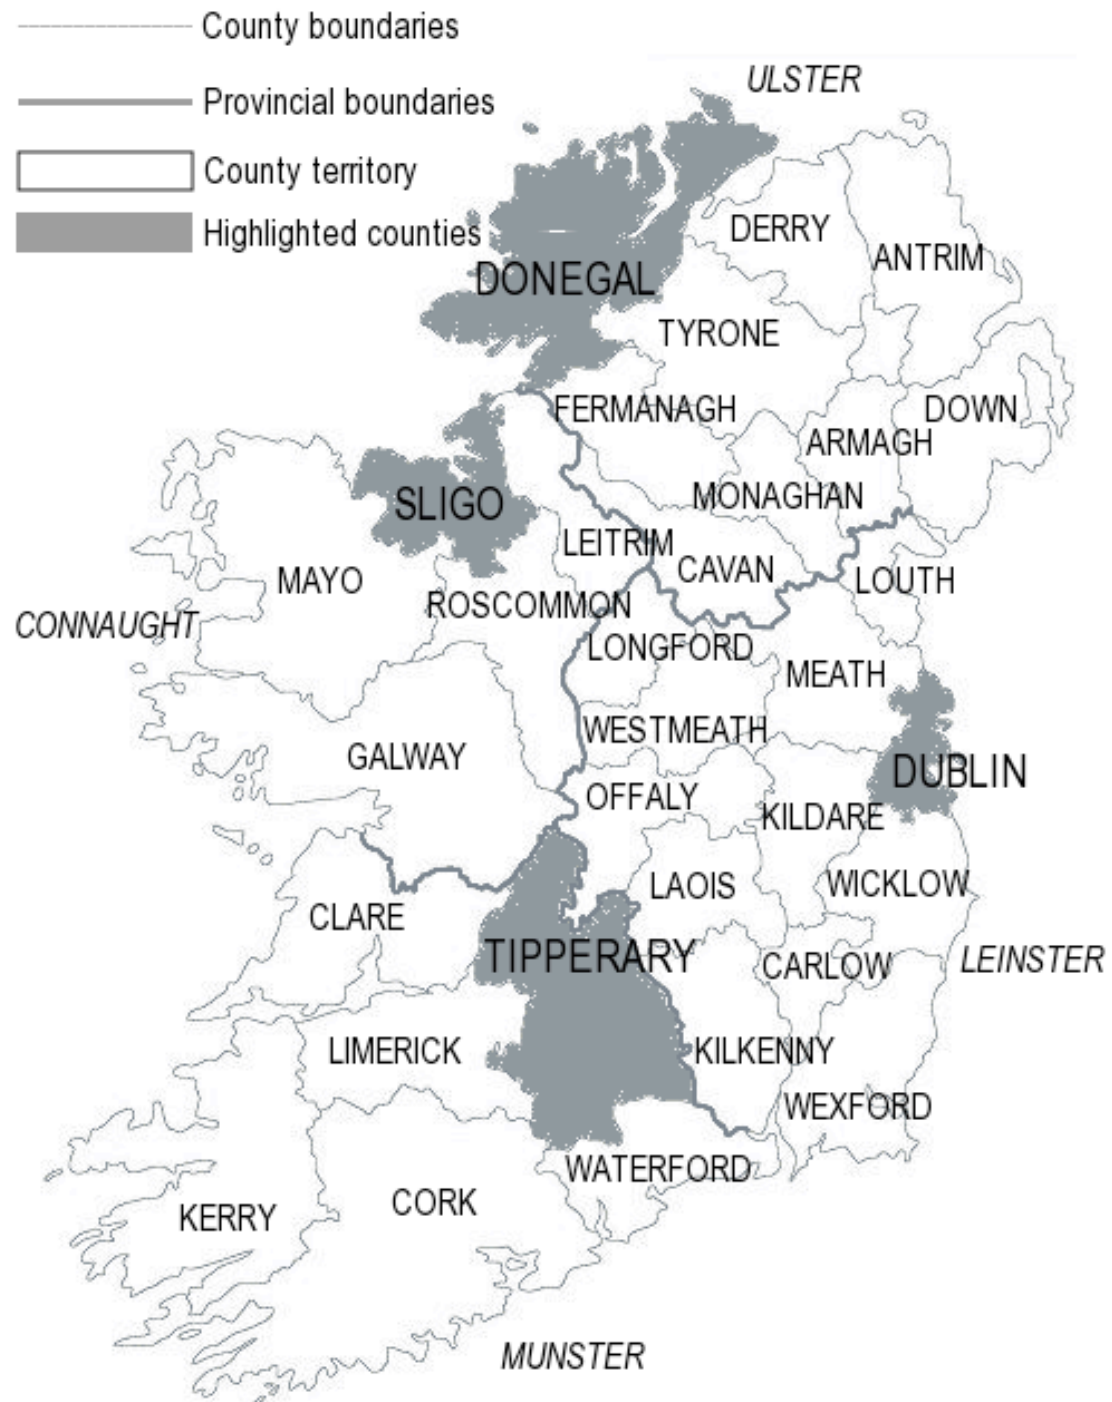 County boundaries
Provincial boundaries
County territory
Highlighted counties
ULSTER
DERRY
ANTRIM
DONEGAL
TYRONE
FERMANAGH
DOWN
ARMAGH
MONAGHAN
SLIGO
LEITRIM
CAVAN
MAYO
LOUTH
ROSCOMMON
CONNAUGHT
LONGFORD
MEATH
WESTMEATH
GALWAY
DUBLIN
OFFALY
KILDARE
LAOIS
WICKLOW
CLARE
TIPPERARY
CARLOW
LEINSTER
LIMERICK
KILKENNY
WEXFORD
WATERFORD
CORK
KERRY
MUNSTER